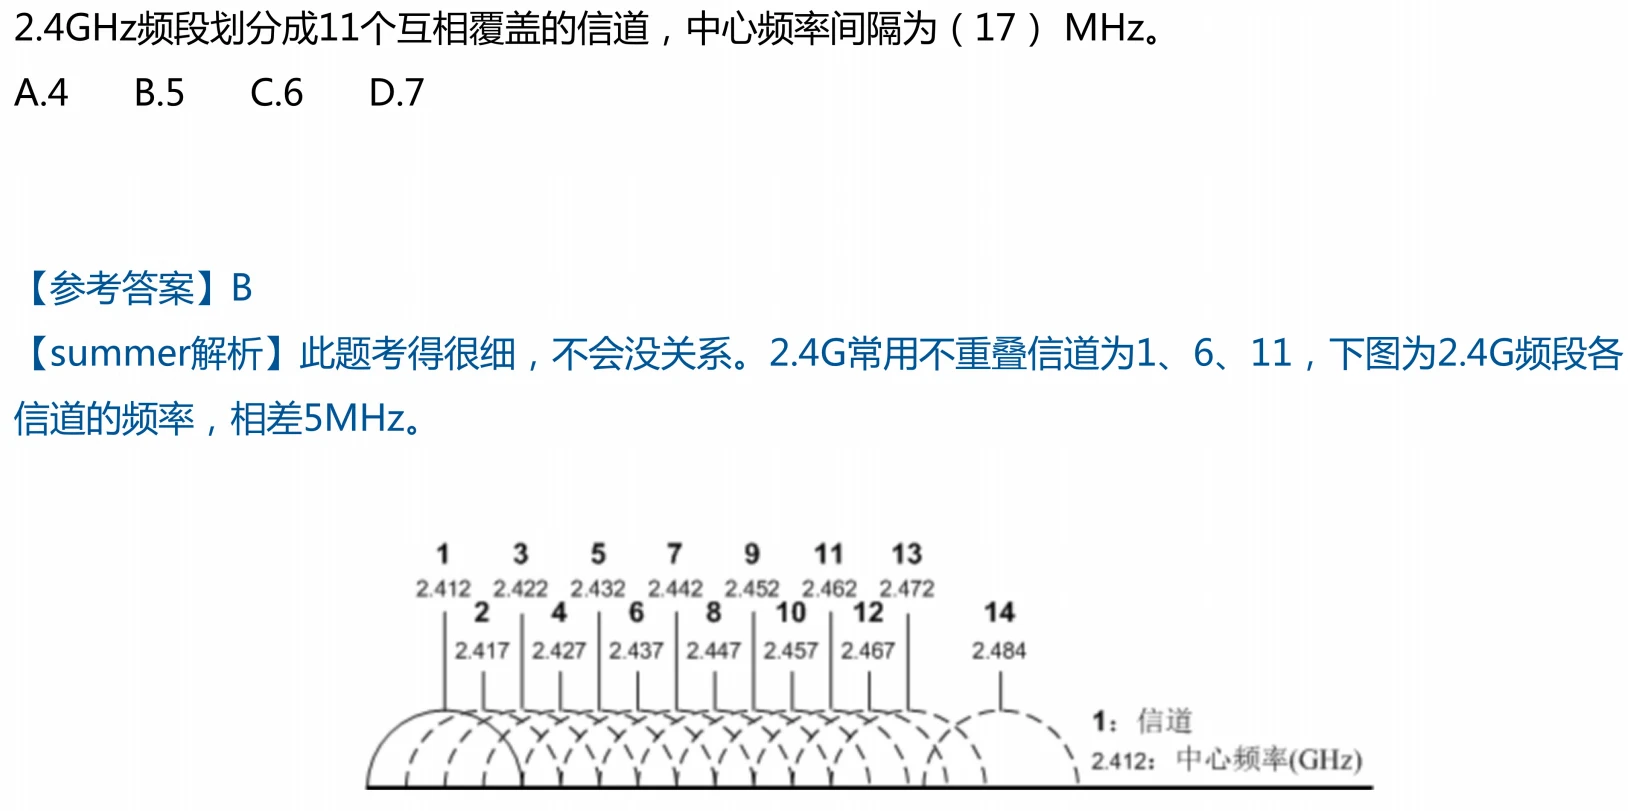 2.4GHz频段划分成11个互相覆盖的信道，中心频率间隔为（17） MHz。
A.4 B.5 C.6 D.7
【参考答案】B
【summer解析】此题考得很细，不会没关系。2.4G常用不重叠信道为1、6、11，下图为2.4G频段各
信道的频率，相差5MHz。
1 3 5 7 9 11 13
2.412 2.422 2.432 2.442 2.452 2.462 2.472
2 4 6 8 10 12 14
2.417 2.427 2.437 2.447 2.457 2.467 2.484
1：信道
2.412：中心频率(GHz)